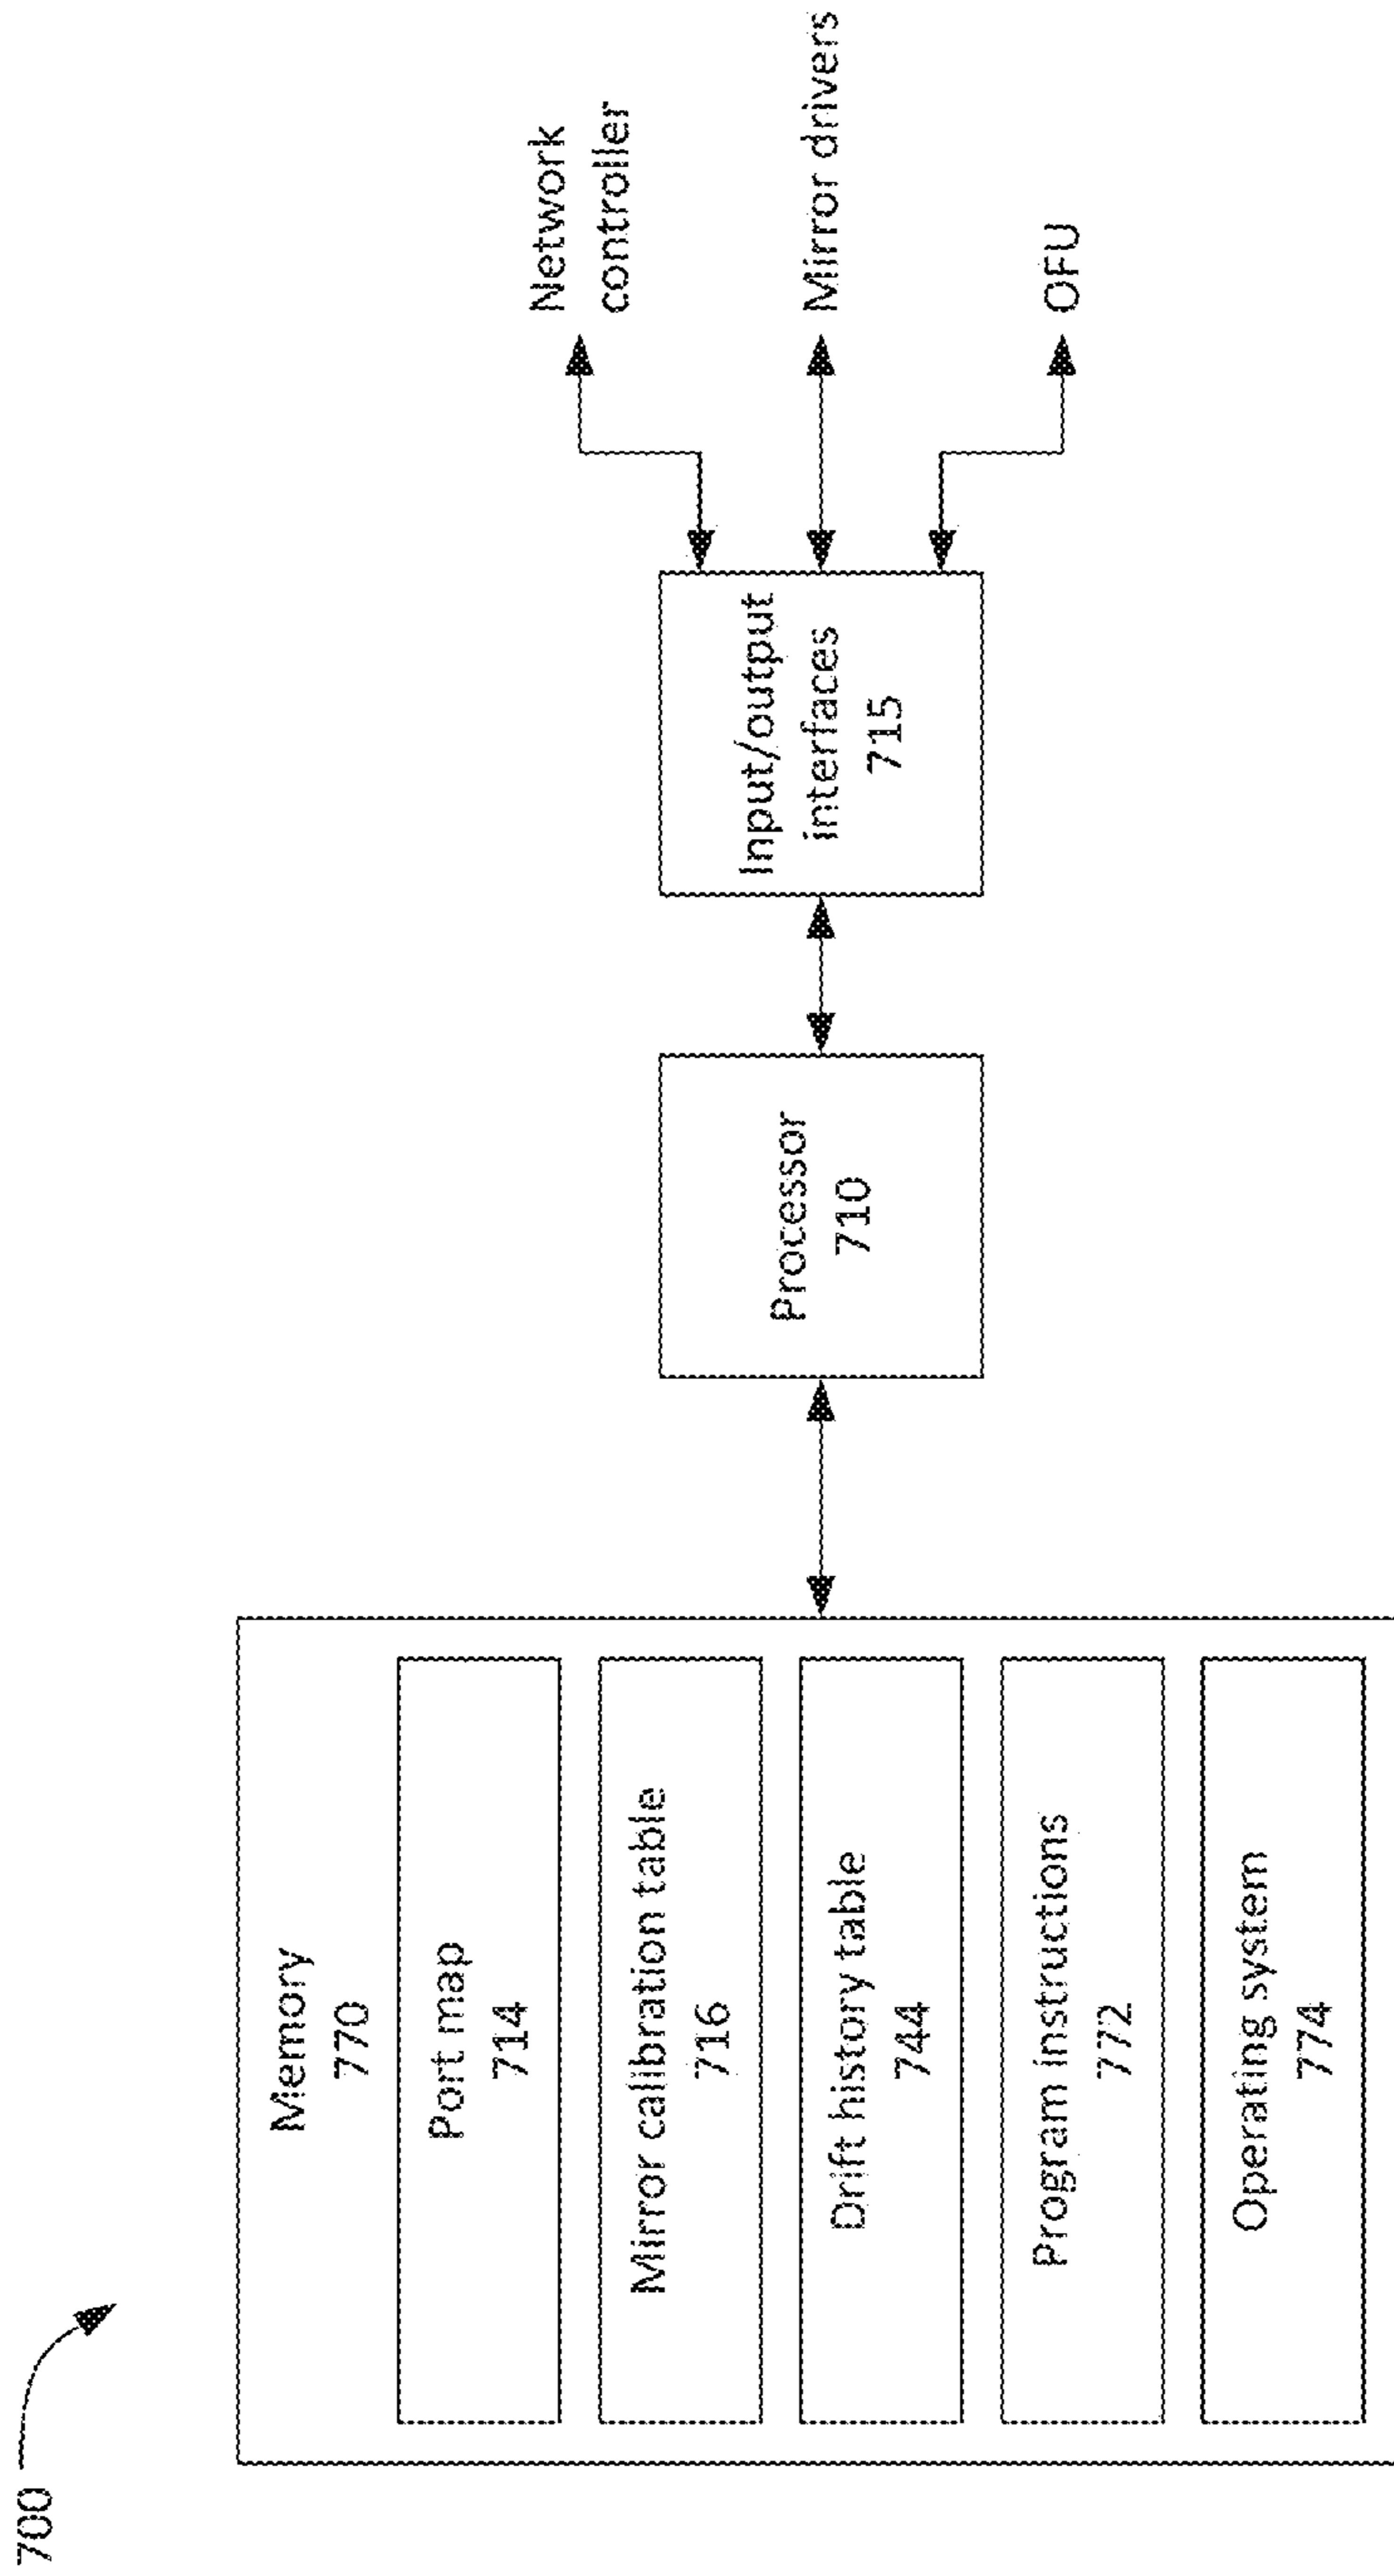 700
Memory
770
Port map
714
Mirror calibration table
716
Drift history table
744
Program instructions
772
Operating system
774
Processor
710
Input/output
interfaces
715
Network
controller
Mirror drivers
OFU